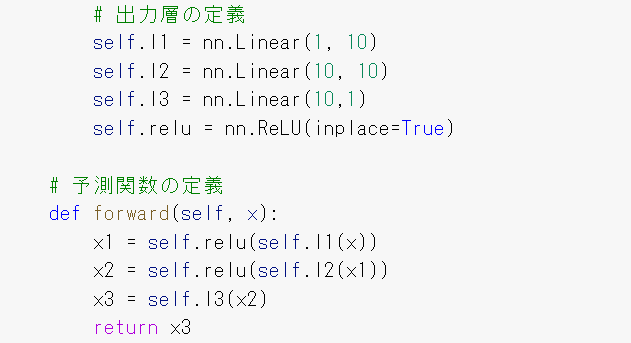 # 出力層の定義
self.l1 = nn.Linear(1, 10)
self.l2 = nn.Linear(10, 10)
self.l3 = nn.Linear(10,1)
self.relu = nn.ReLU(inplace=True)
# 予測関数の定義
def forward(self, x):
x1 = self.relu(self.l1(x))
x2 = self.relu(self.l2(x1))
x3 = self.l3(x2)
return x3